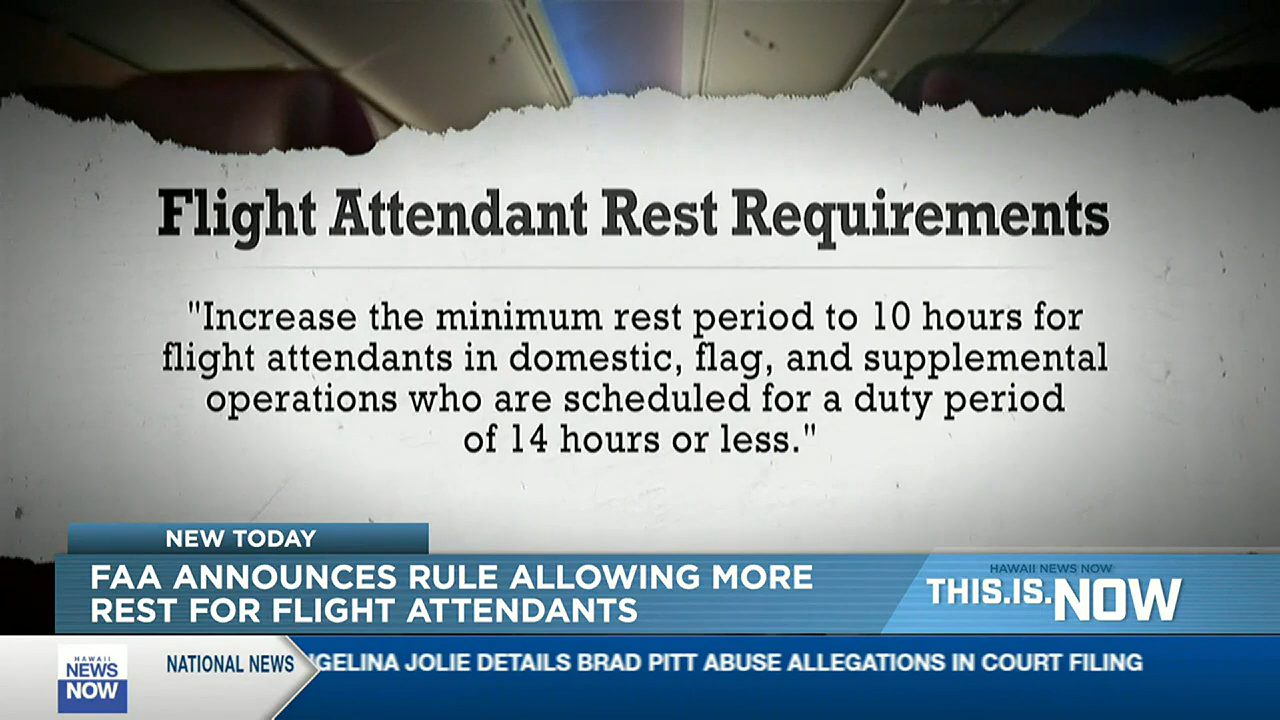 Flight Attendant Rest Requirements
"Increase the minimum rest period to 10 hours for
flight attendants in domestic, flag, and supplemental
operations who are scheduled for a duty period
of 14 hours or less."
NEW TODAY
FAA ANNOUNCES RULE ALLOWING MORE
REST FOR FLIGHT ATTENDANTS
HAWAII NEWS NOW
THIS.IS.NOW
HAWAII
NEWS
NOW
NATIONAL NEWS
NGELINA JOLIE DETAILS BRAD PITT ABUSE ALLEGATIONS IN COURT FILING